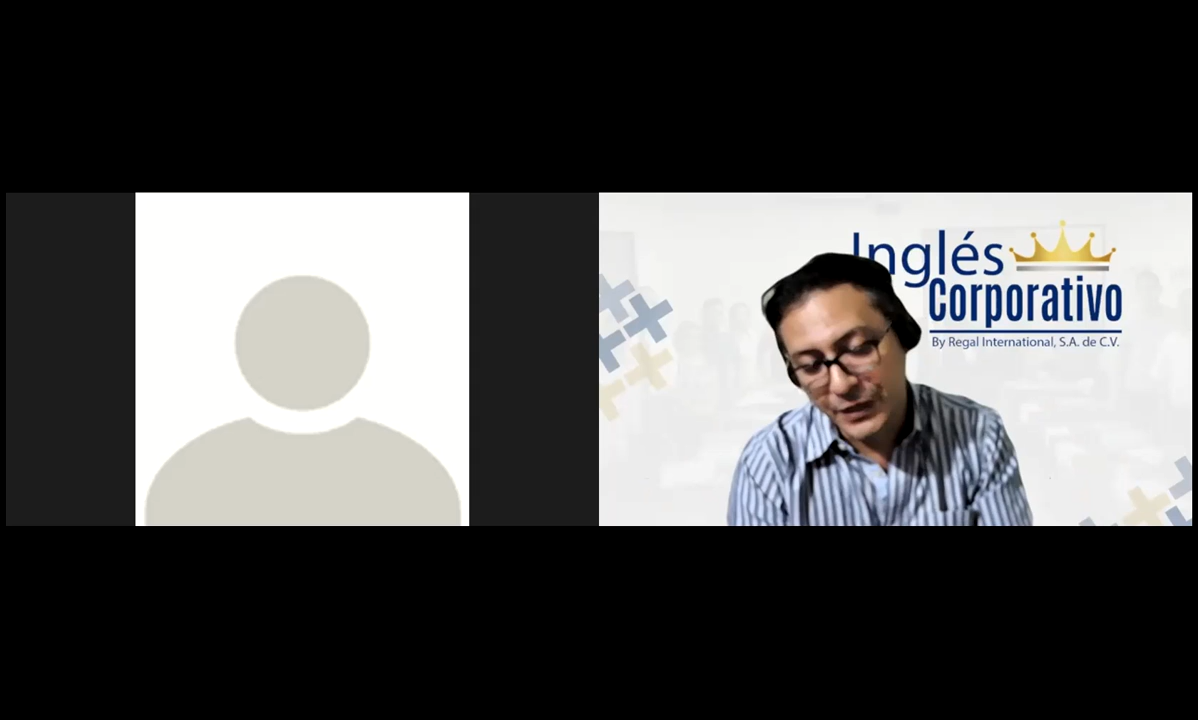 Inglés
Corporativo
By Regal International, S.A. de C.V.